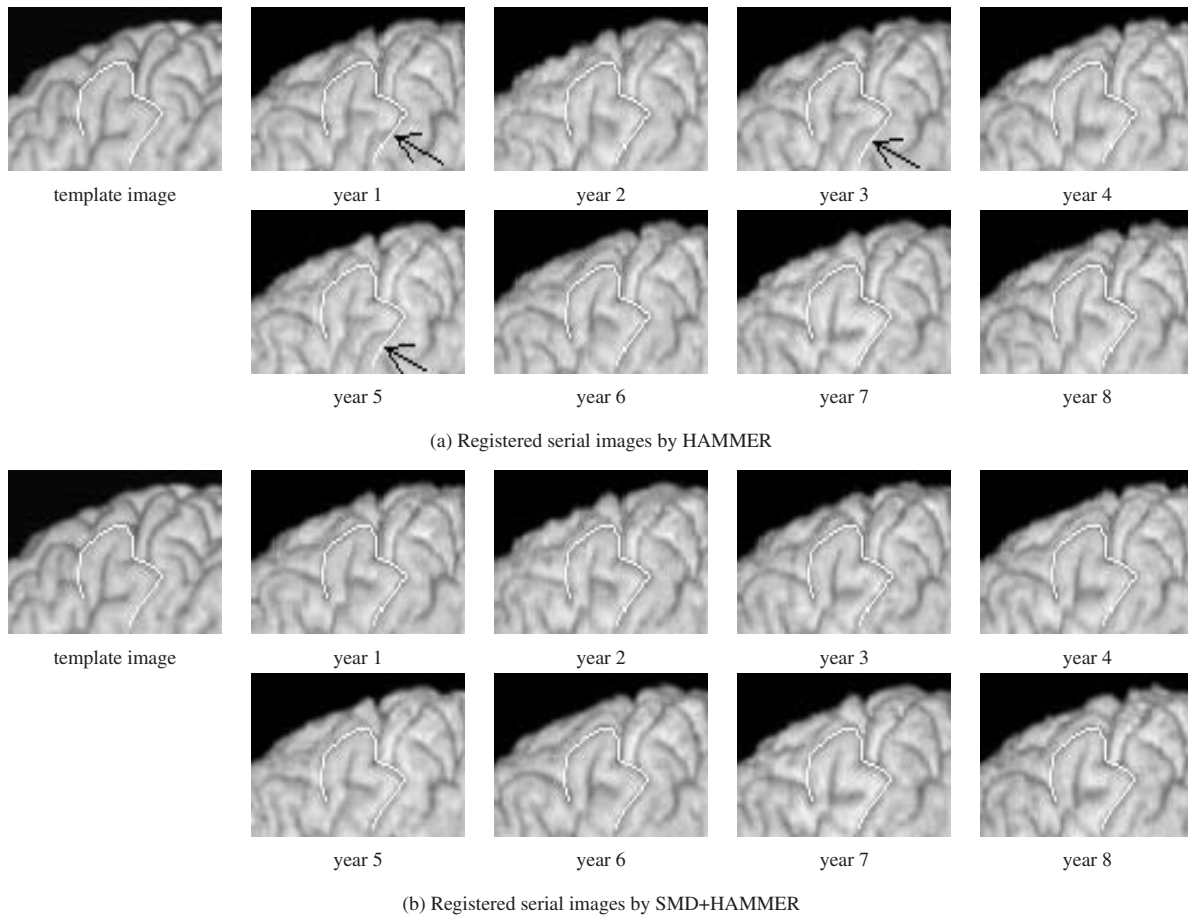 template image
year 1
year 2
year 3
year 4
year 5
year 6
year 7
year 8
(a) Registered serial images by HAMMER
template image
year 1
year 2
year 3
year 4
year 5
year 6
year 7
year 8
(b) Registered serial images by SMD+HAMMER